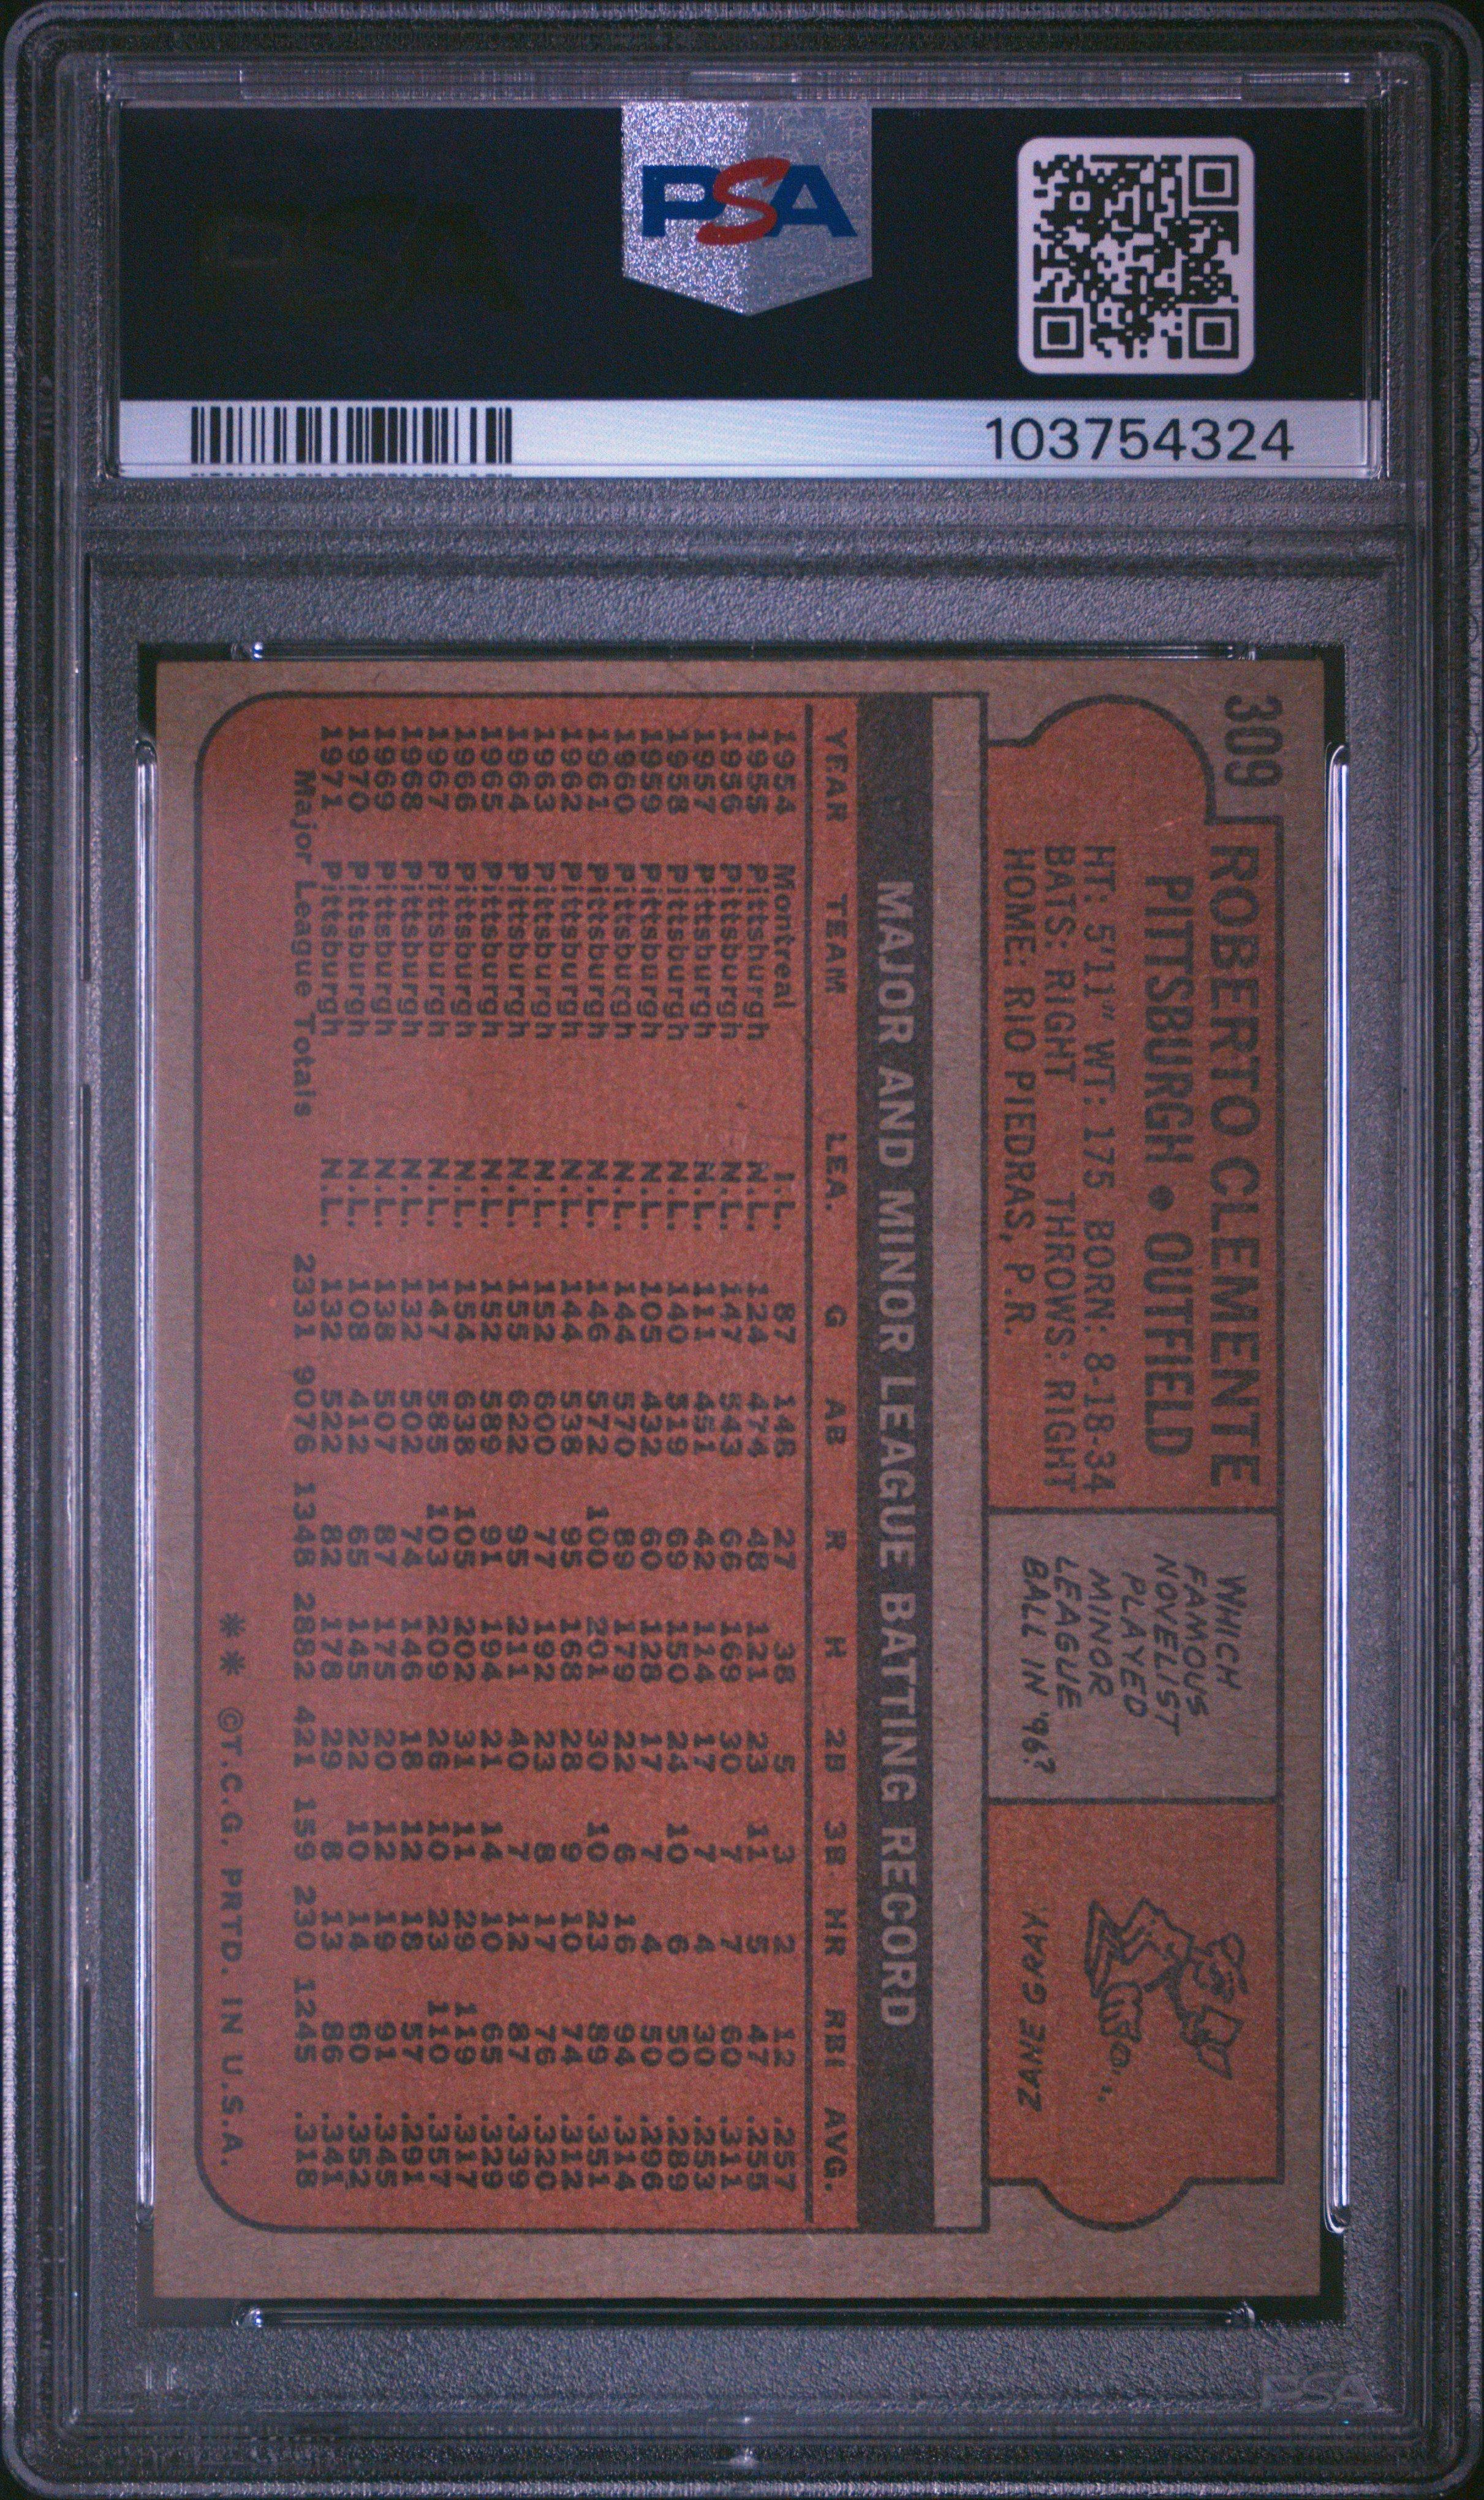 PSA
103754324
309
ROBERTO CLEMENTE
PITTSBURGH • OUTFIELD
HT: 5'11" WT: 175 BORN: 8-18-34
BATS: RIGHT THROWS: RIGHT
HOME: RIO PIEDRAS, P.R.
WHICH
FAMOUS
NOVELIST
PLAYED
MINOR
LEAGUE
BALL IN '96?
ZANE GRAY.
MAJOR AND MINOR LEAGUE BATTING RECORD
YEAR TEAM LEA. G AB R H 2B 3B HR RBI AVG.
1954 Montreal I.L. 87 148 27 38 5 3 2 12 .257
1955 Pittsburgh N.L. 124 474 48 121 23 11 5 47 .255
1956 Pittsburgh N.L. 147 543 66 169 30 7 7 60 .311
1957 Pittsburgh N.L. 111 451 42 114 17 7 4 30 .253
1958 Pittsburgh N.L. 140 519 69 150 24 10 6 50 .289
1959 Pittsburgh N.L. 105 432 60 128 17 7 4 50 .296
1960 Pittsburgh N.L. 144 570 89 179 22 6 16 94 .314
1961 Pittsburgh N.L. 146 572 100 201 30 10 23 89 .351
1962 Pittsburgh N.L. 144 538 95 168 28 9 10 74 .312
1963 Pittsburgh N.L. 152 600 77 192 23 8 17 76 .320
1964 Pittsburgh N.L. 155 622 95 211 40 7 12 87 .339
1965 Pittsburgh N.L. 152 589 91 194 21 14 10 65 .329
1966 Pittsburgh N.L. 154 638 105 202 31 11 29 119 .317
1967 Pittsburgh N.L. 147 585 103 209 26 10 23 110 .357
1968 Pittsburgh N.L. 132 502 74 146 18 12 18 57 .291
1969 Pittsburgh N.L. 138 507 87 175 20 12 19 91 .345
1970 Pittsburgh N.L. 108 412 65 145 22 10 14 60 .352
1971 Pittsburgh N.L. 132 522 82 178 29 8 13 86 .341
Major League Totals 2331 9076 1348 2882 421 159 230 1245 .318
** ©T.C.G. PRTD. IN U.S.A.
PSA